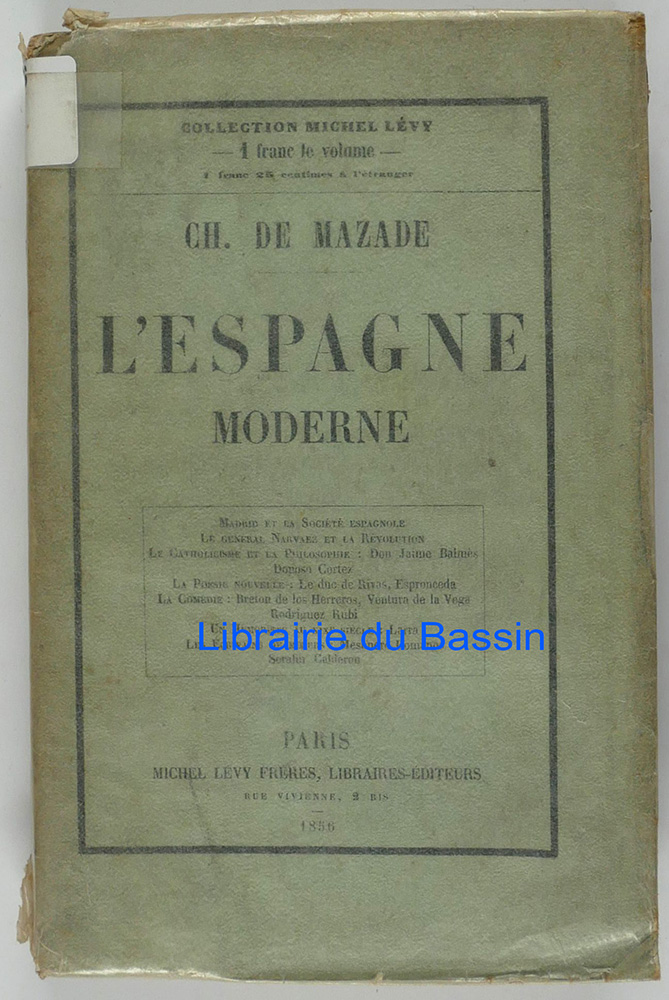 COLLECTION MICHEL LÉVY
— 1 franc le volume —
1 franc 25 centimes à l'étranger
CH. DE MAZADE
L'ESPAGNE
MODERNE
MADRID ET LA SOCIÉTÉ ESPAGNOLE
LE GÉNÉRAL NARVAEZ ET LA RÉVOLUTION
LE CATHOLICISME ET LA PHILOSOPHIE : Don Jaime Balmès
Donoso Cortez
LA POÉSIE NOUVELLE : Le duc de Rivas, Espronceda
LA COMÉDIE : Breton de los Herreros, Ventura de la Vega
Rodriguez Rubi
SIÈCLE
Librairie du Bassin
Serafin Calderon
PARIS
MICHEL LÉVY FRÈRES, LIBRAIRES-ÉDITEURS
RUE VIVIENNE, 2 BIS
1856